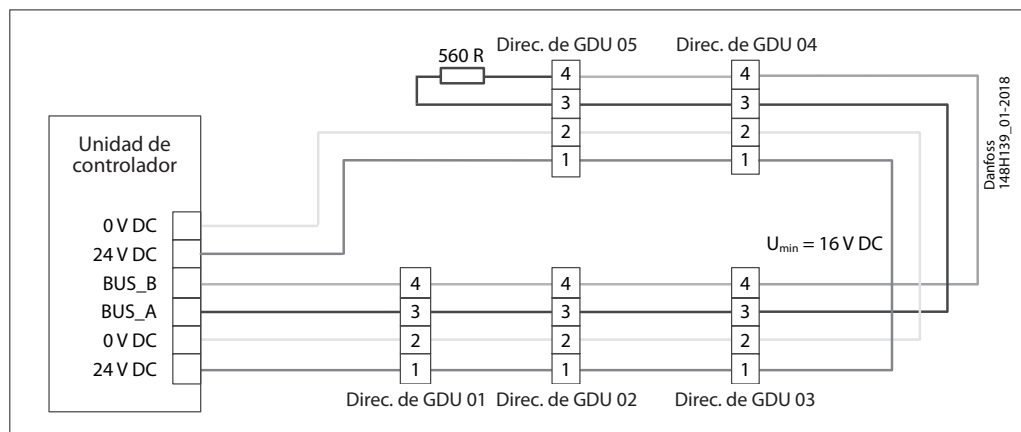 Direc. de GDU 05 Direc. de GDU 04
560 R
4 4
3 3
2 2
1 1
Danfoss
148H139_01-2018
Unidad de
controlador
0 V DC
24 V DC
BUS_B
BUS_A
0 V DC
24 V DC
Umin = 16 V DC
4 4 4
3 3 3
2 2 2
1 1 1
Direc. de GDU 01 Direc. de GDU 02 Direc. de GDU 03